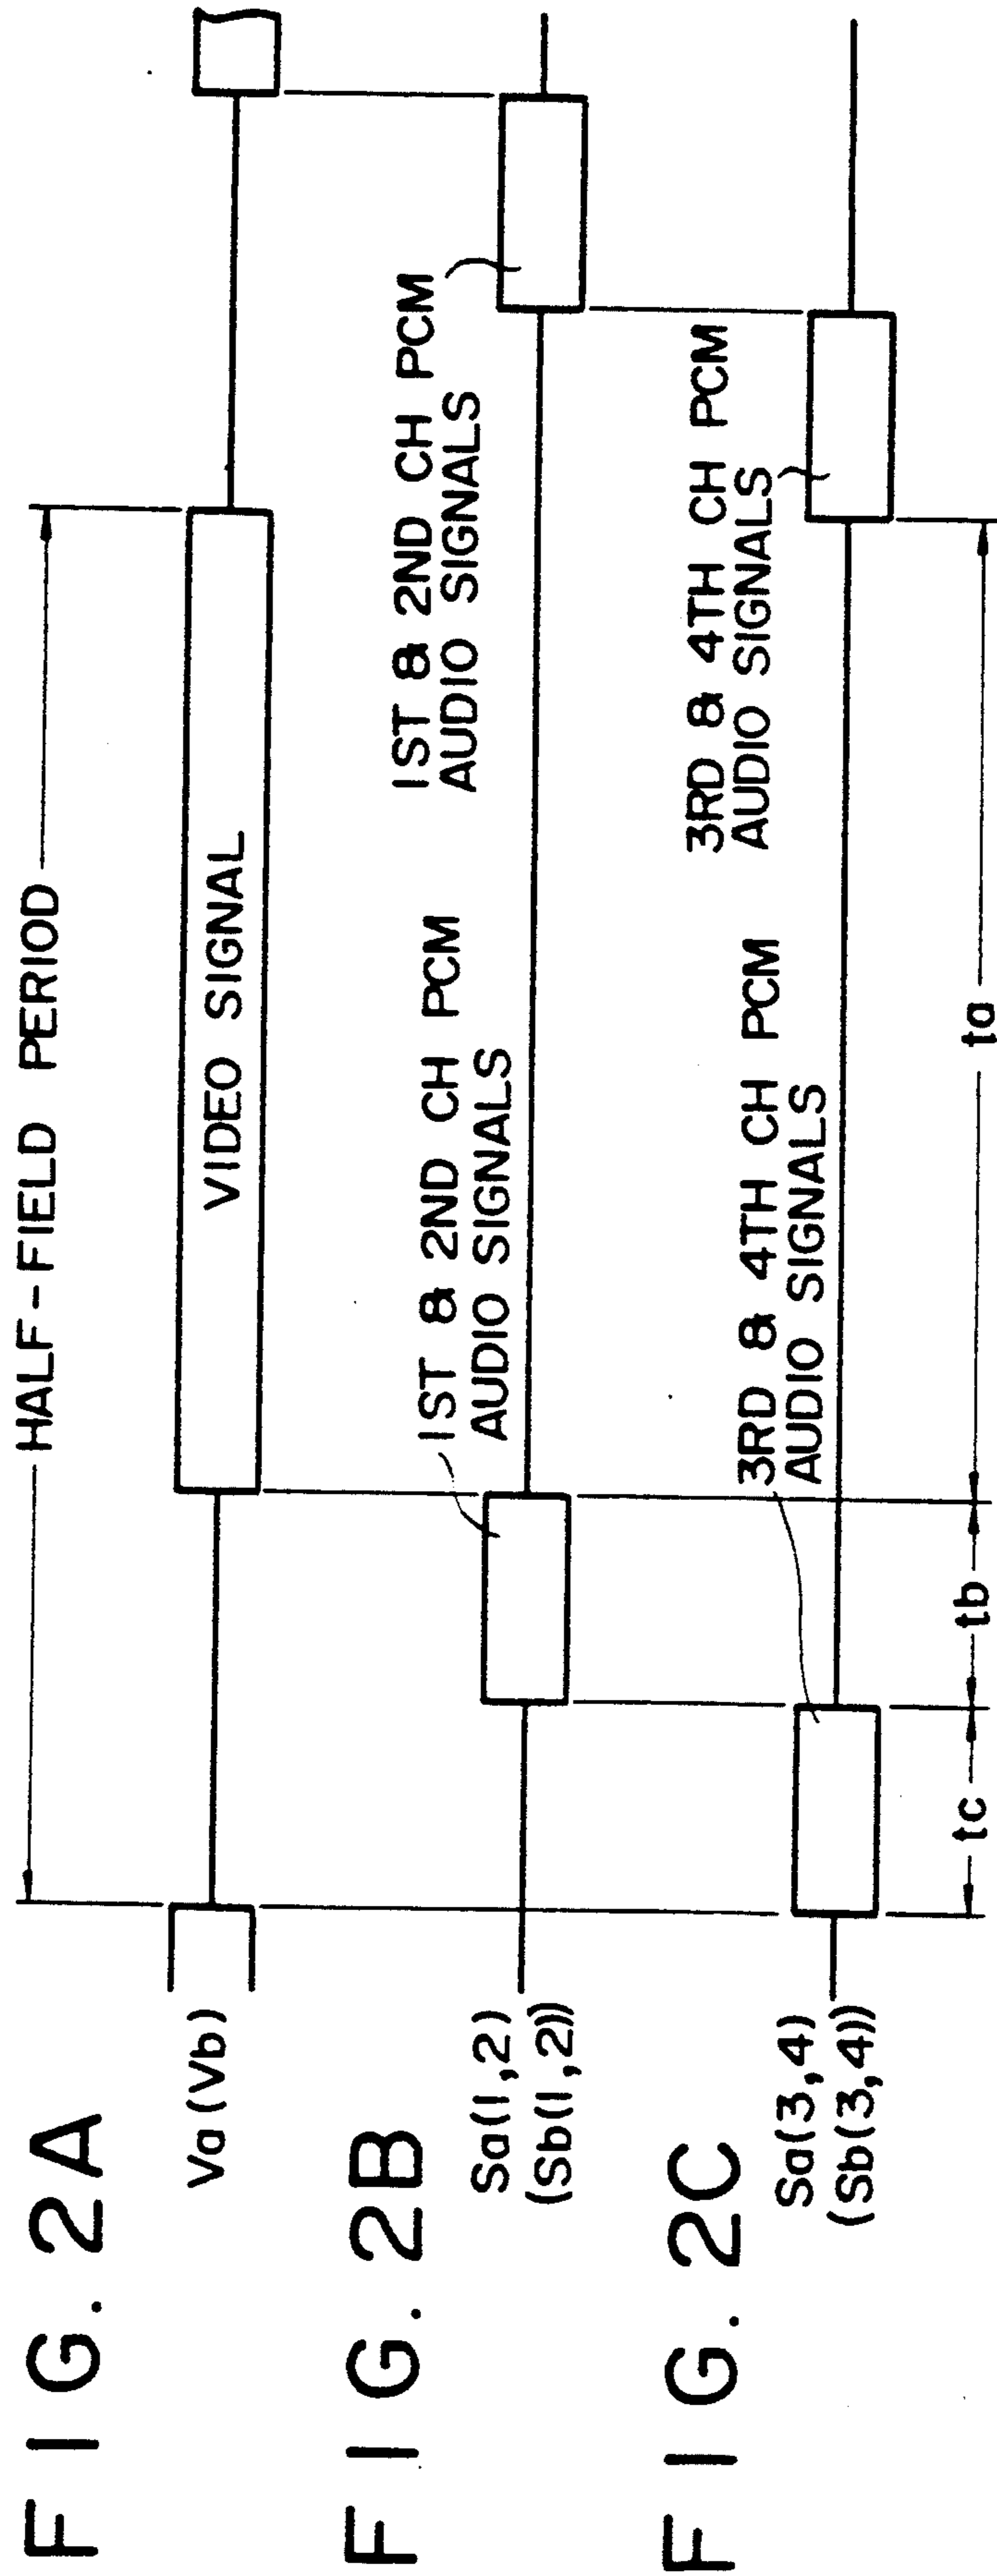 FIG. 2A
HALF-FIELD PERIOD
Va(Vb)
VIDEO SIGNAL
FIG. 2B
Sa(1,2)
(Sb(1,2))
1ST & 2ND CH PCM
AUDIO SIGNALS
1ST & 2ND CH PCM
AUDIO SIGNALS
FIG. 2C
Sa(3,4)
(Sb(3,4))
3RD & 4TH CH PCM
AUDIO SIGNALS
3RD & 4TH CH PCM
AUDIO SIGNALS
tc
tb
ta